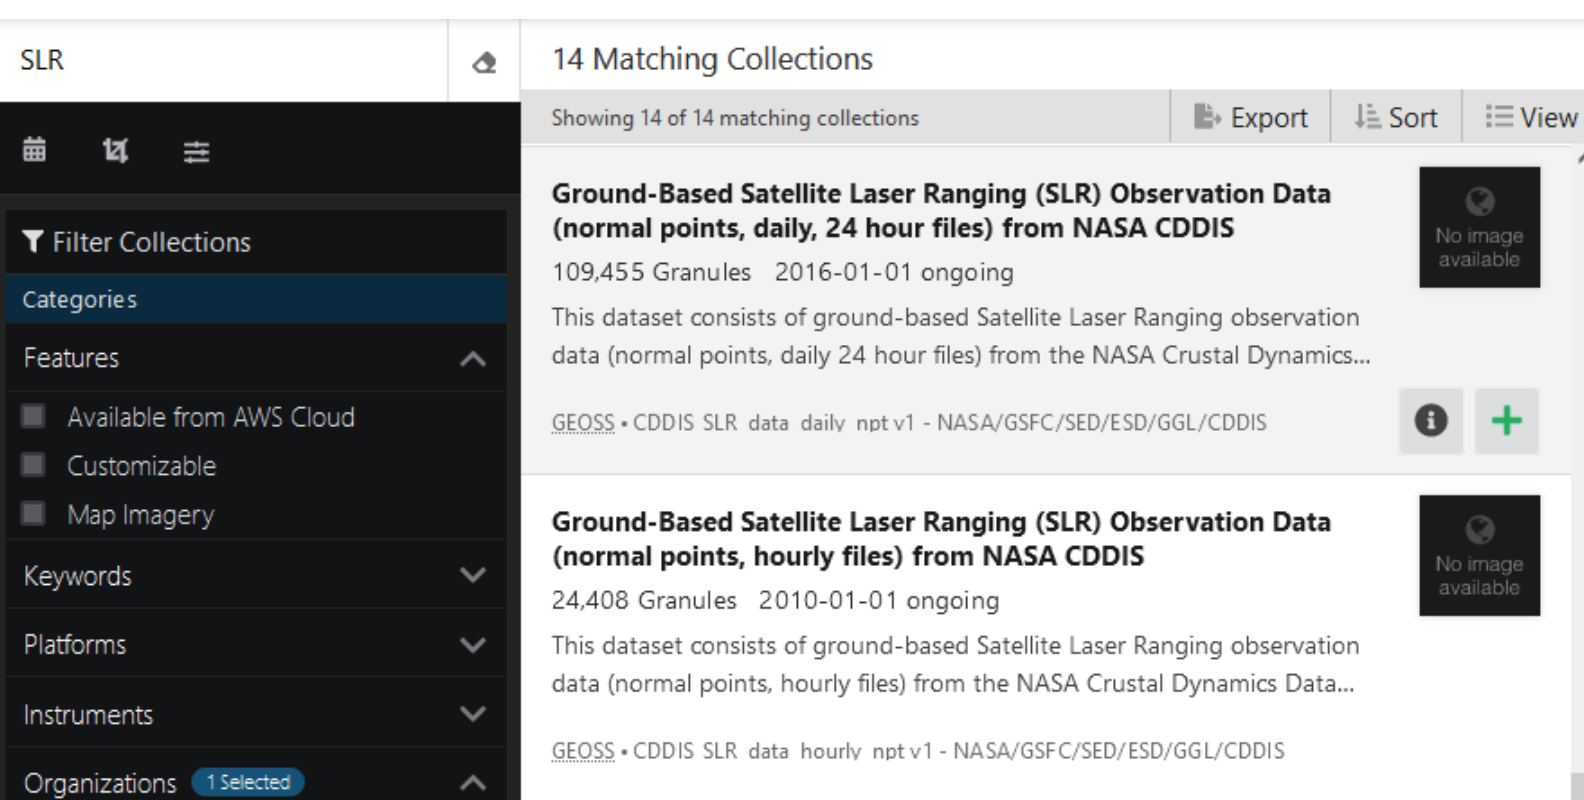 SLR
14 Matching Collections
Showing 14 of 14 matching collections
Export
Sort
View
Filter Collections
Categories
Features
Available from AWS Cloud
Customizable
Map Imagery
Keywords
Platforms
Instruments
Organizations 1 Selected
Ground-Based Satellite Laser Ranging (SLR) Observation Data
(normal points, daily, 24 hour files) from NASA CDDIS
109,455 Granules 2016-01-01 ongoing
This dataset consists of ground-based Satellite Laser Ranging observation
data (normal points, daily 24 hour files) from the NASA Crustal Dynamics...
GEOSS • CDDIS_SLR_data_daily_npt v1 - NASA/GSFC/SED/ESD/GGL/CDDIS
No image
available
Ground-Based Satellite Laser Ranging (SLR) Observation Data
(normal points, hourly files) from NASA CDDIS
24,408 Granules 2010-01-01 ongoing
This dataset consists of ground-based Satellite Laser Ranging observation
data (normal points, hourly files) from the NASA Crustal Dynamics Data...
GEOSS • CDDIS_SLR_data_hourly_npt v1 - NASA/GSFC/SED/ESD/GGL/CDDIS
No image
available